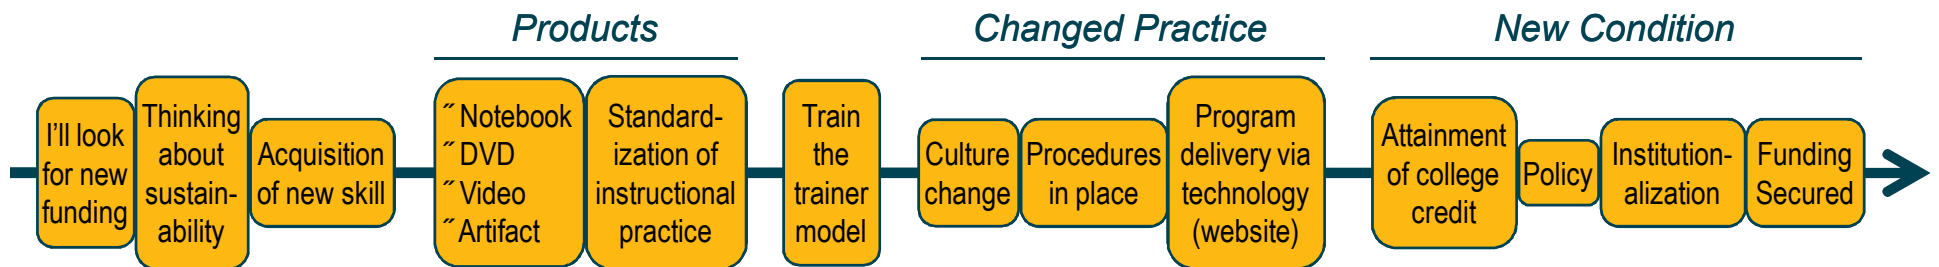 Products
Changed Practice
New Condition
I'll look
for new
funding
Thinking
about
sustain-
ability
Acquisition
of new skill
˝ Notebook
˝ DVD
˝ Video
˝ Artifact
Standard-
ization of
instructional
practice
Train
the
trainer
model
Culture
change
Procedures
in place
Program
delivery via
technology
(website)
Attainment
of college
credit
Policy
Institution-
alization
Funding
Secured